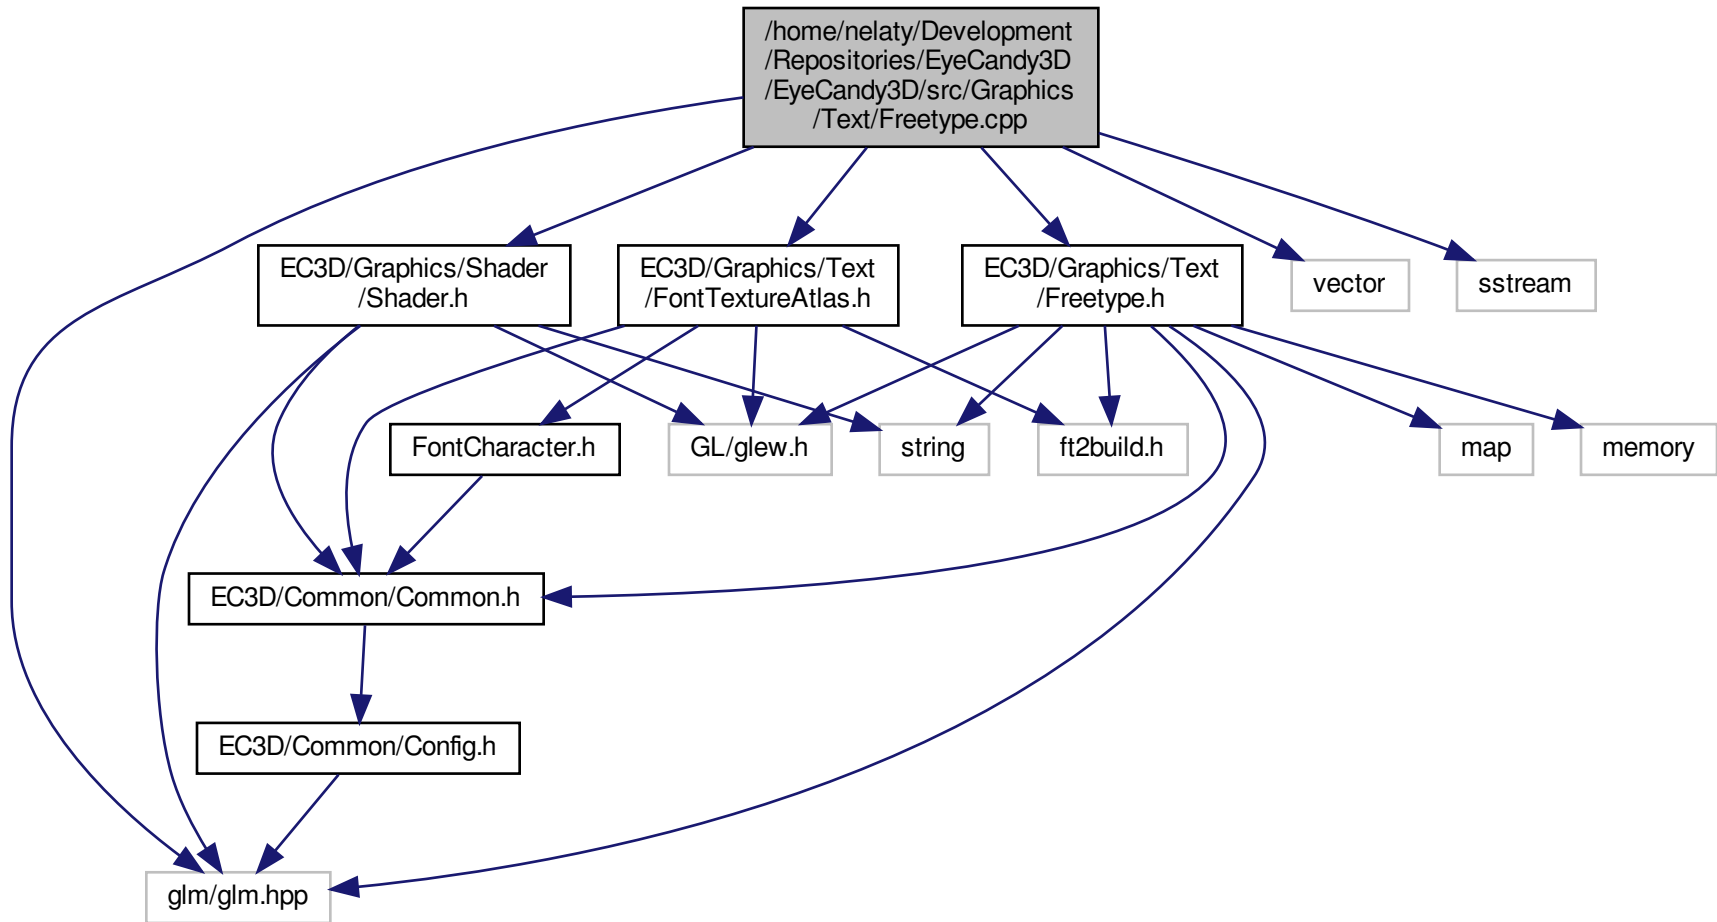 /home/nelaty/Development
/Repositories/EyeCandy3D
/EyeCandy3D/src/Graphics
/Text/Freetype.cpp
EC3D/Graphics/Shader
/Shader.h
EC3D/Graphics/Text
/FontTextureAtlas.h
EC3D/Graphics/Text
/Freetype.h
vector
sstream
FontCharacter.h
GL/glew.h
string
ft2build.h
map
memory
EC3D/Common/Common.h
EC3D/Common/Config.h
glm/glm.hpp